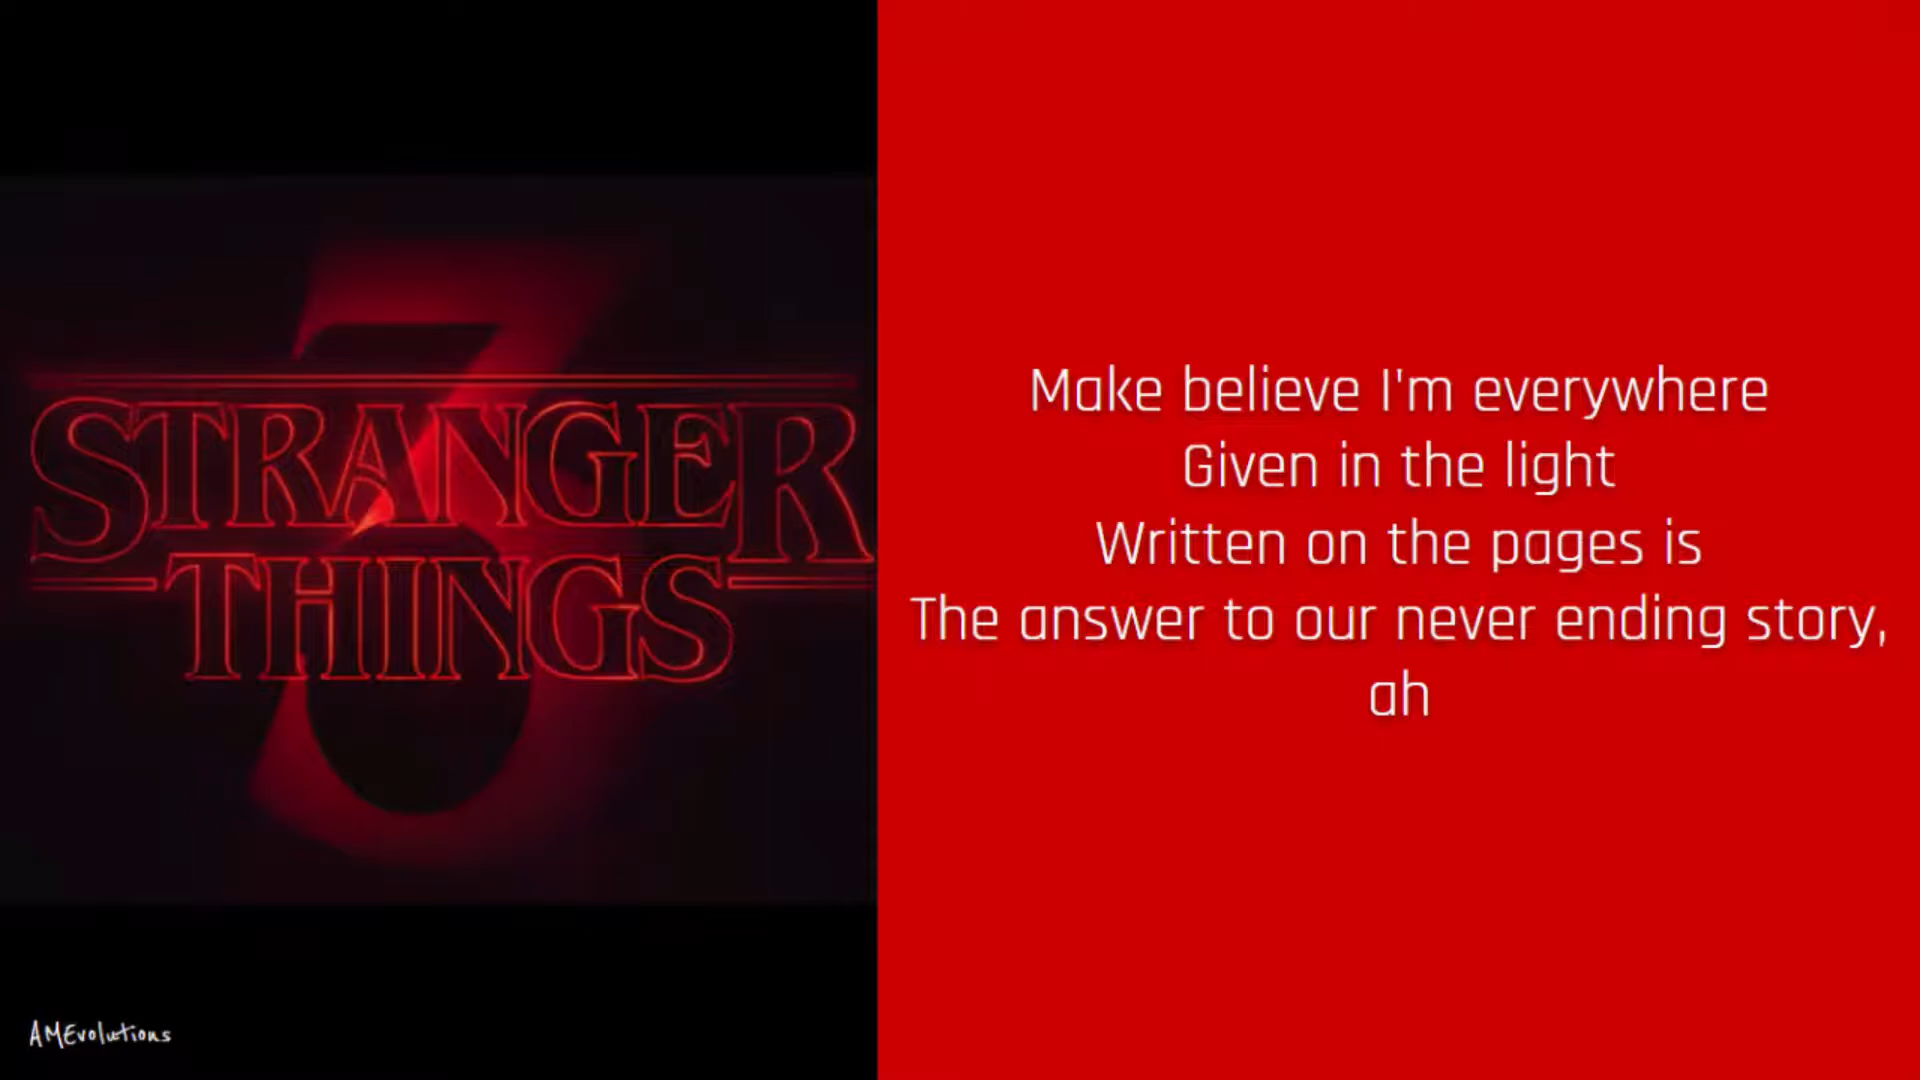 STRANGER
THINGS
3
Make believe I'm everywhere
Given in the light
Written on the pages is
The answer to our never ending story,
ah
AMEvolutions